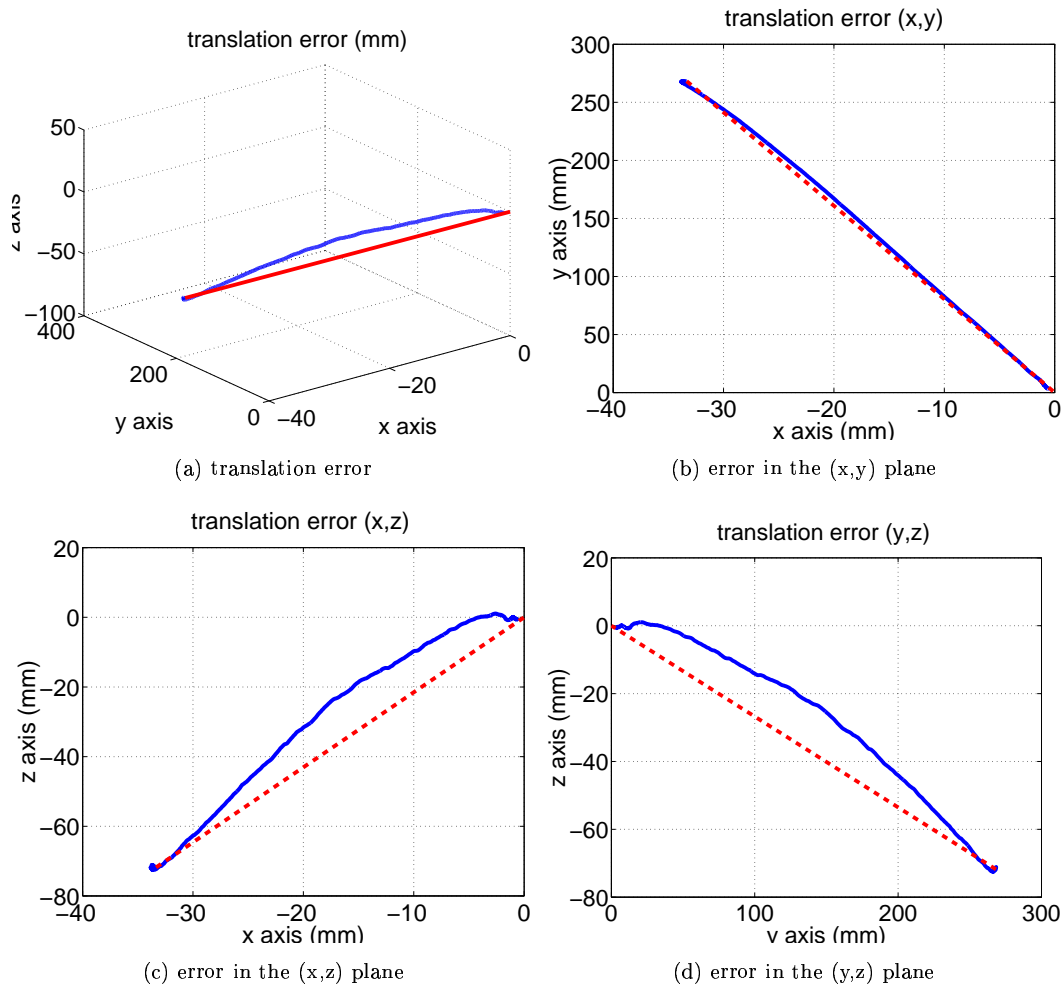 translation error (mm)
50
0
−50
−100
z axis
400
200
0
y axis
−40
−20
0
x axis
(a) translation error
translation error (x,y)
300
250
200
150
100
50
0
y axis (mm)
−40
−30
−20
−10
0
x axis (mm)
(b) error in the (x,y) plane
translation error (x,z)
20
0
−20
−40
−60
−80
z axis (mm)
−40
−30
−20
−10
0
x axis (mm)
(c) error in the (x,z) plane
translation error (y,z)
20
0
−20
−40
−60
−80
z axis (mm)
0
100
200
300
y axis (mm)
(d) error in the (y,z) plane